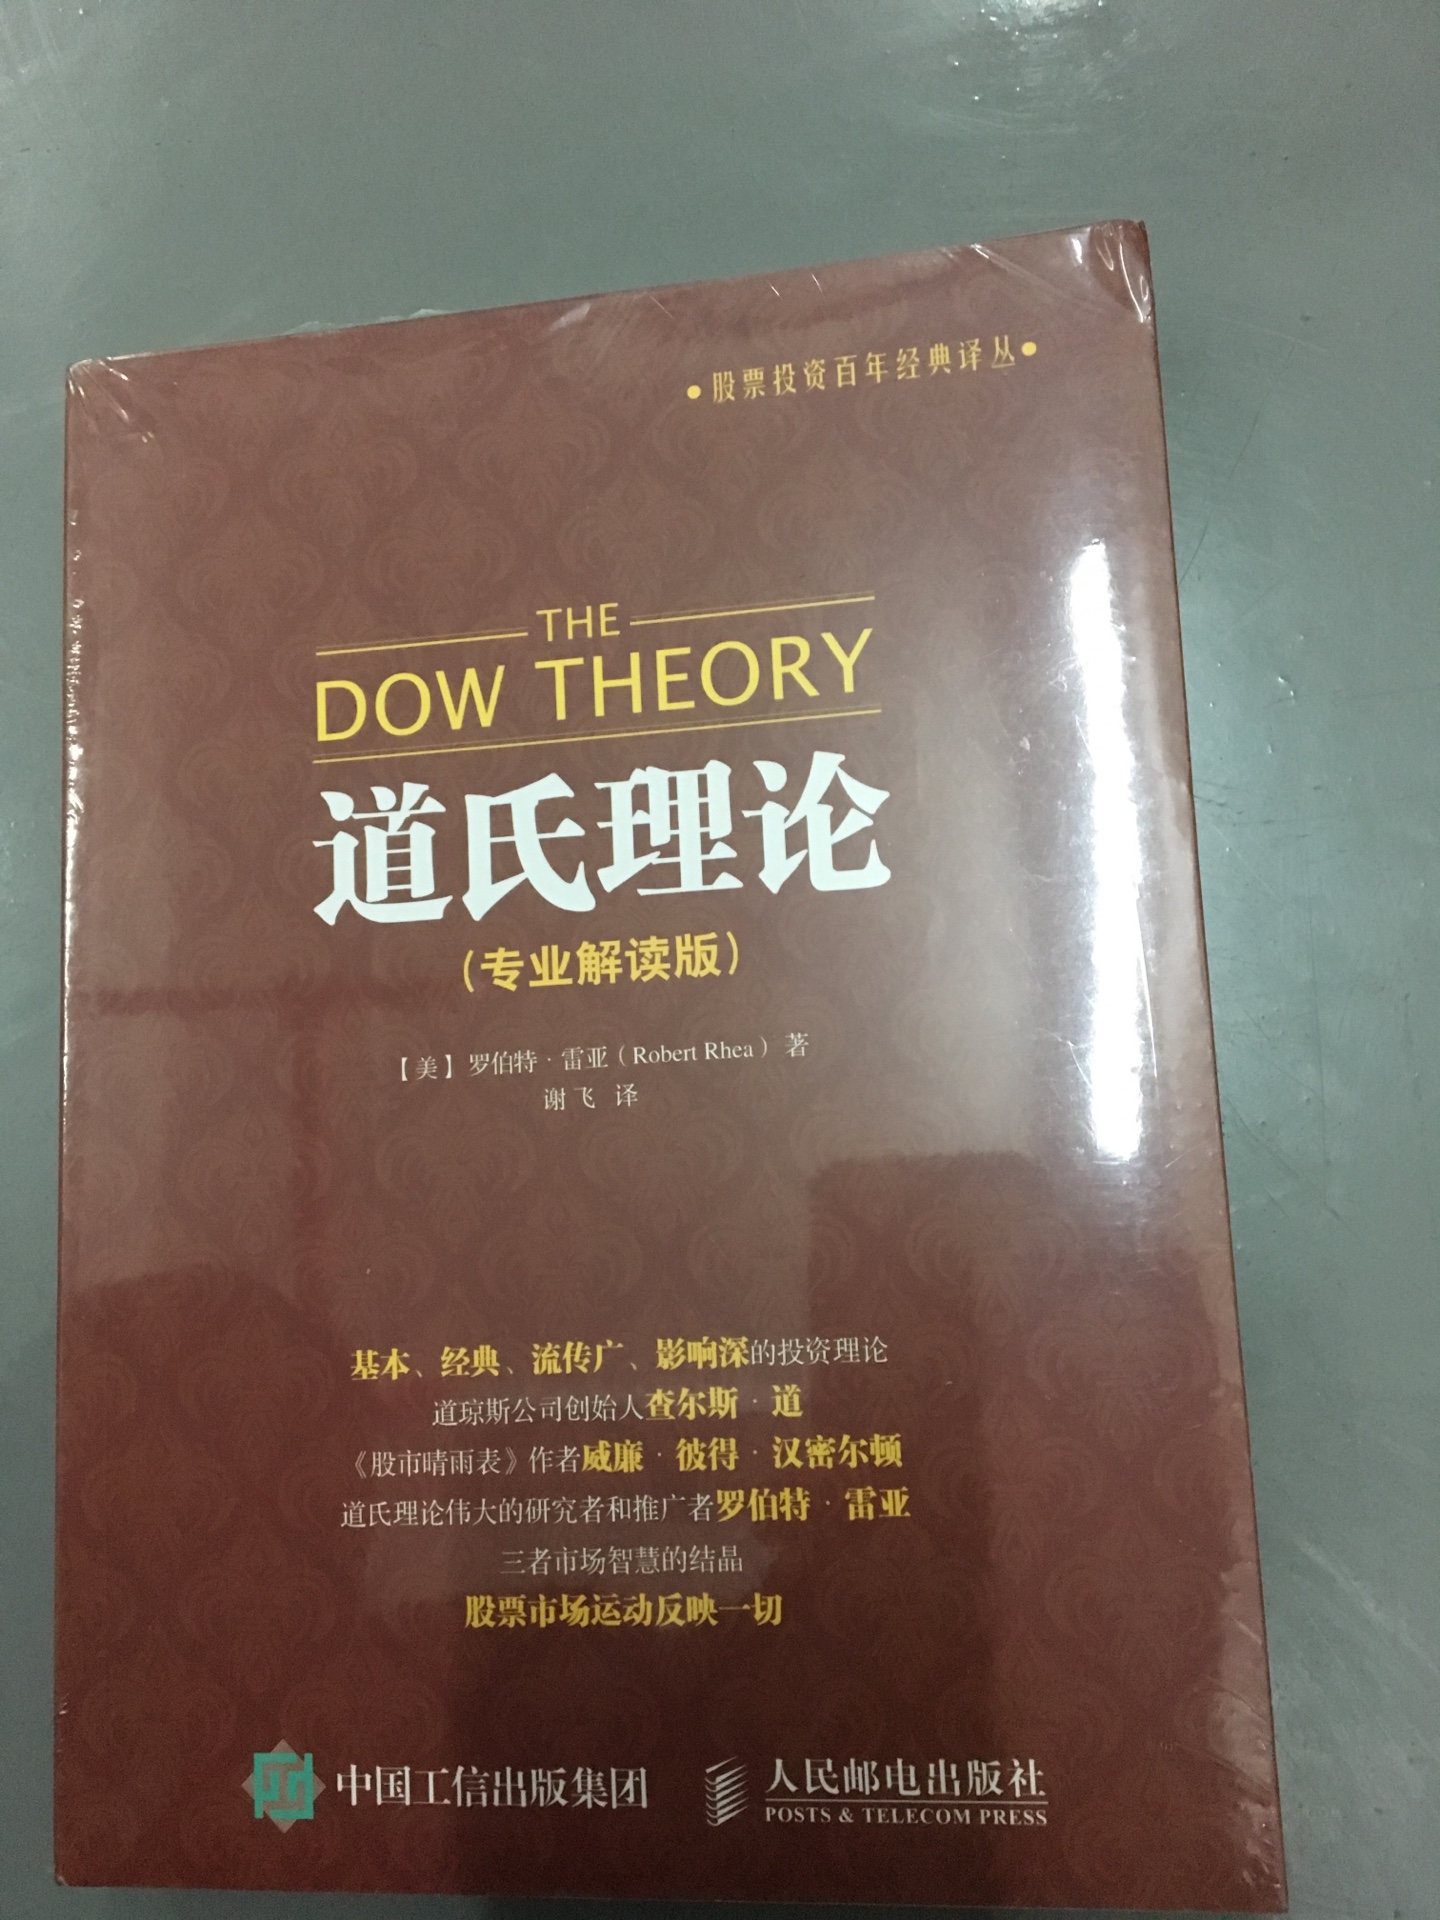 •股票投资百年经典译丛•
THE
DOW THEORY
道氏理论
（专业解读版）
【美】罗伯特·雷亚（Robert Rhea）著
谢飞 译
基本、经典、流传广、影响深的投资理论
道琼斯公司创始人查尔斯·道
《股市晴雨表》作者威廉·彼得·汉密尔顿
道氏理论伟大的研究者和推广者罗伯特·雷亚
三者市场智慧的结晶
股票市场运动反映一切
中国工信出版集团
人民邮电出版社
POSTS & TELECOM PRESS